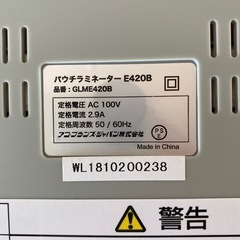 パウチラミネーター E420B
品番：GLME420B
定格電圧 AC 100V
定格電流 2.9A
定格周波数 50 / 60Hz
アコ・ブランズ・ジャパン株式会社
PSE
Made in China
WL1810200238
警告